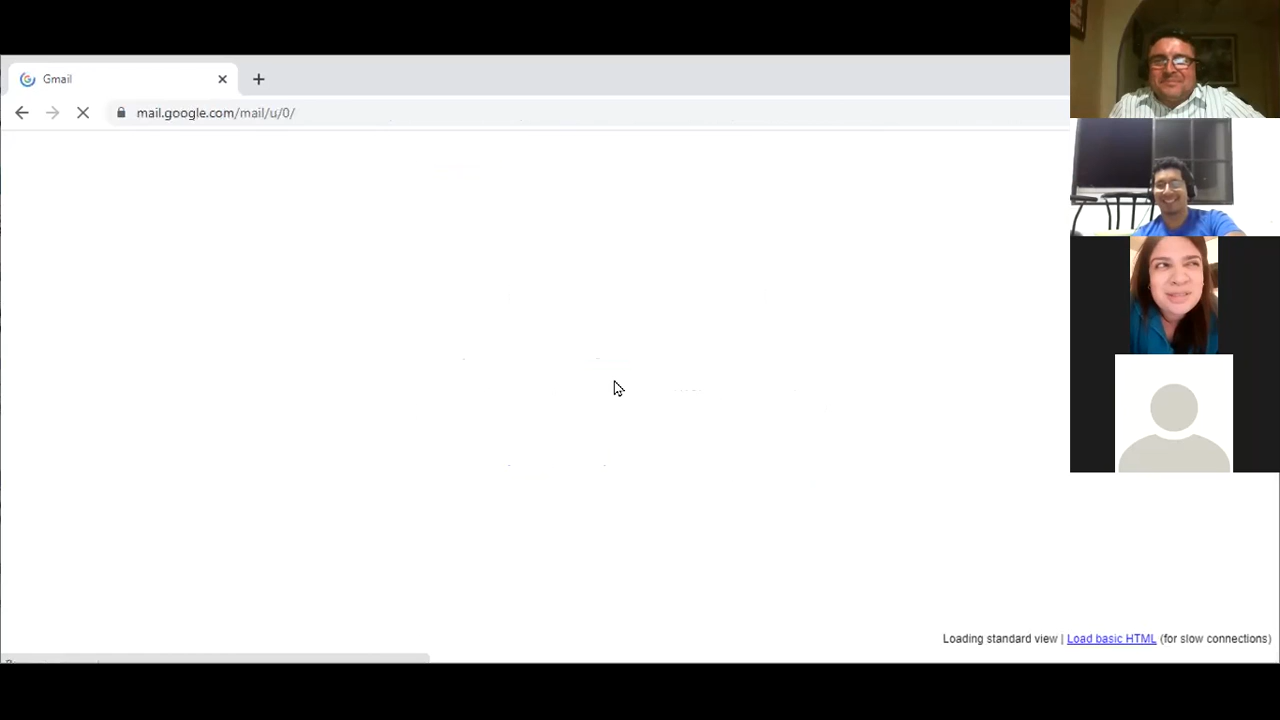 Gmail
mail.google.com/mail/u/0/
Loading standard view | Load basic HTML (for slow connections)